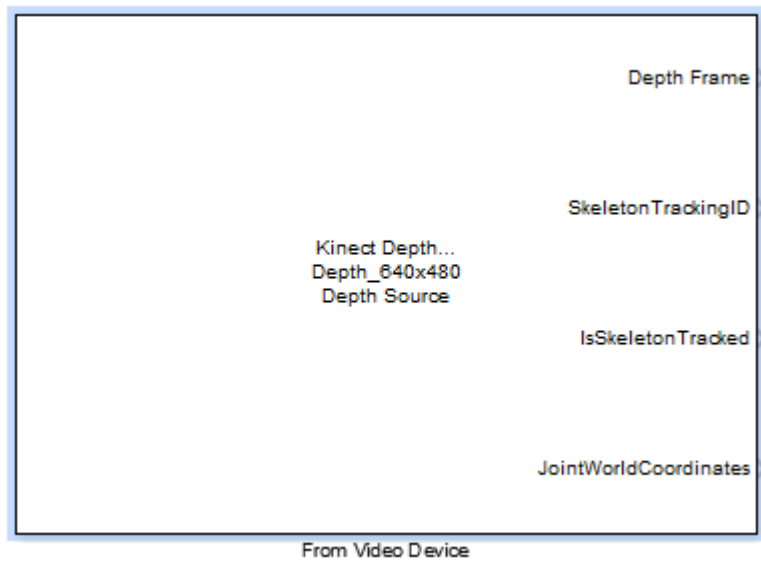 Depth Frame
SkeletonTrackingID
Kinect Depth...
Depth_640x480
Depth Source
IsSkeletonTracked
JointWorldCoordinates
From Video Device